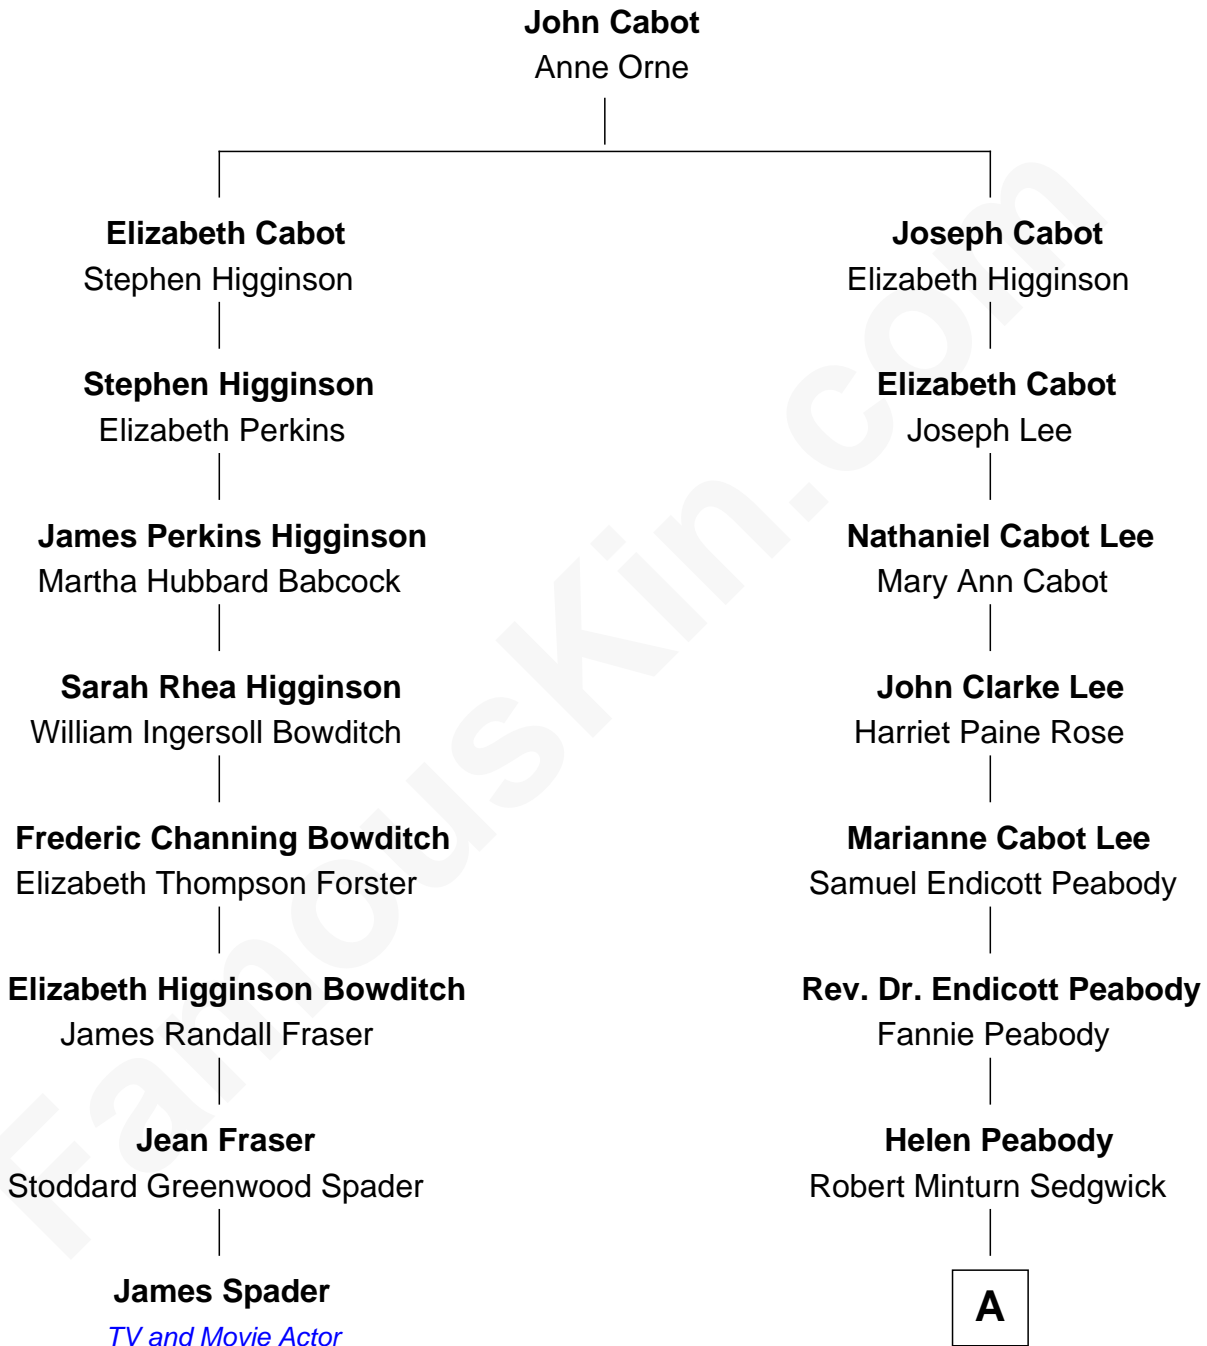 John Cabot
Anne Orne
Elizabeth Cabot
Stephen Higginson
Joseph Cabot
Elizabeth Higginson
Stephen Higginson
Elizabeth Perkins
Elizabeth Cabot
Joseph Lee
James Perkins Higginson
Martha Hubbard Babcock
Nathaniel Cabot Lee
Mary Ann Cabot
Sarah Rhea Higginson
William Ingersoll Bowditch
John Clarke Lee
Harriet Paine Rose
Frederic Channing Bowditch
Elizabeth Thompson Forster
Marianne Cabot Lee
Samuel Endicott Peabody
Elizabeth Higginson Bowditch
James Randall Fraser
Rev. Dr. Endicott Peabody
Fannie Peabody
Jean Fraser
Stoddard Greenwood Spader
Helen Peabody
Robert Minturn Sedgwick
James Spader
TV and Movie Actor
A
FamousKin.com